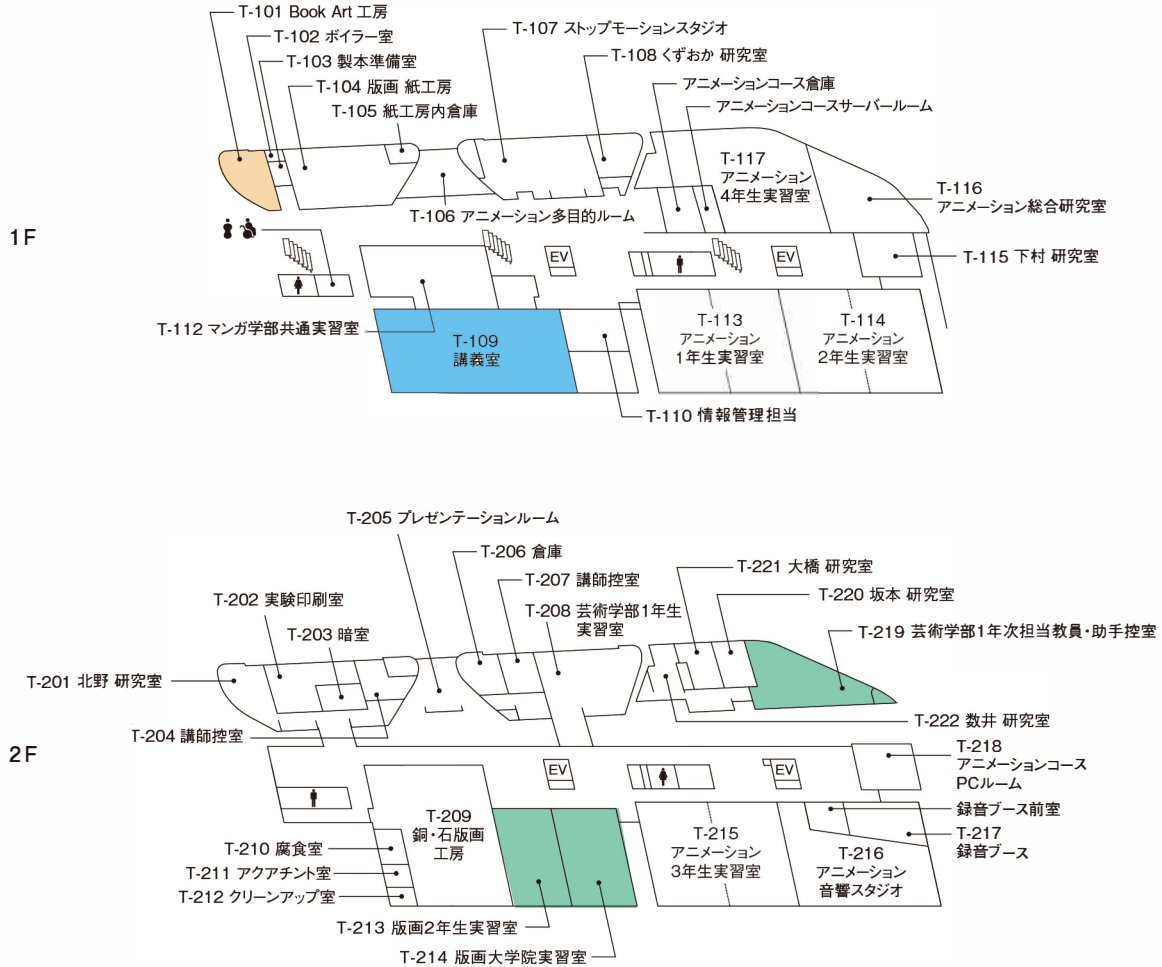 T-101 Book Art 工房
T-102 ボイラー室
T-103 製本準備室
T-104 版画 紙工房
T-105 紙工房内倉庫
T-107 ストップモーションスタジオ
T-108 くずおか 研究室
アニメーションコース倉庫
アニメーションコースサーバールーム
T-117
アニメーション
4年生実習室
T-116
アニメーション総合研究室
T-106 アニメーション多目的ルーム
1F
EV
EV
T-115 下村 研究室
T-112 マンガ学部共通実習室
T-109
講義室
T-113
アニメーション
1年生実習室
T-114
アニメーション
2年生実習室
T-110 情報管理担当
T-205 プレゼンテーションルーム
T-206 倉庫
T-207 講師控室
T-208 芸術学部1年生
実習室
T-221 大橋 研究室
T-220 坂本 研究室
T-202 実験印刷室
T-203 暗室
T-219 芸術学部1年次担当教員・助手控室
T-201 北野 研究室
T-204 講師控室
T-222 数井 研究室
2F
EV
EV
T-218
アニメーションコース
PCルーム
T-209
銅・石版画
工房
録音ブース前室
T-217
録音ブース
T-215
アニメーション
3年生実習室
T-216
アニメーション
音響スタジオ
T-210 腐食室
T-211 アクアチント室
T-212 クリーンアップ室
T-213 版画2年生実習室
T-214 版画大学院実習室